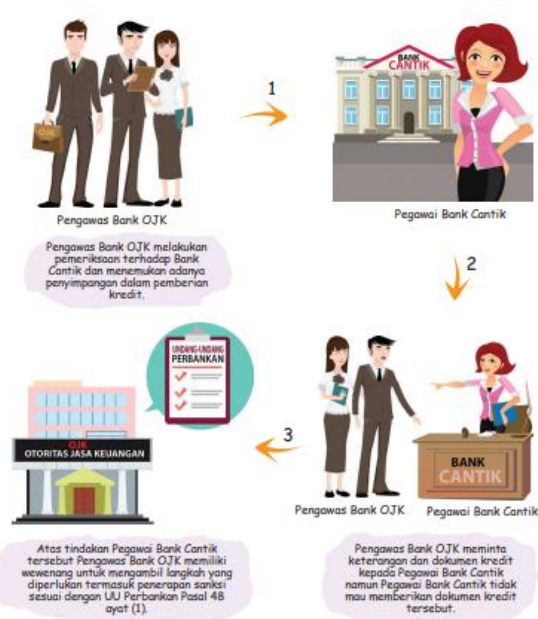 OJK
Pengawas Bank OJK
Pengawas Bank OJK melakukan
pemeriksaan terhadap Bank
Cantik dan menemukan adanya
penyimpangan dalam pemberian
kredit.
1
BANK
CANTIK
Pegawai Bank Cantik
2
BANK
CANTIK
Pengawas Bank OJK
Pegawai Bank Cantik
Pengawas Bank OJK meminta
keterangan dan dokumen kredit
kepada Pegawai Bank Cantik
namun Pegawai Bank Cantik tidak
mau memberikan dokumen kredit
tersebut.
3
UNDANG-UNDANG
PERBANKAN
OJK
OTORITAS JASA KEUANGAN
Atas tindakan Pegawai Bank Cantik
tersebut Pengawas Bank OJK memiliki
wewenang untuk mengambil langkah yang
diperlukan termasuk penerapan sanksi
sesuai dengan UU Perbankan Pasal 48
ayat (1).